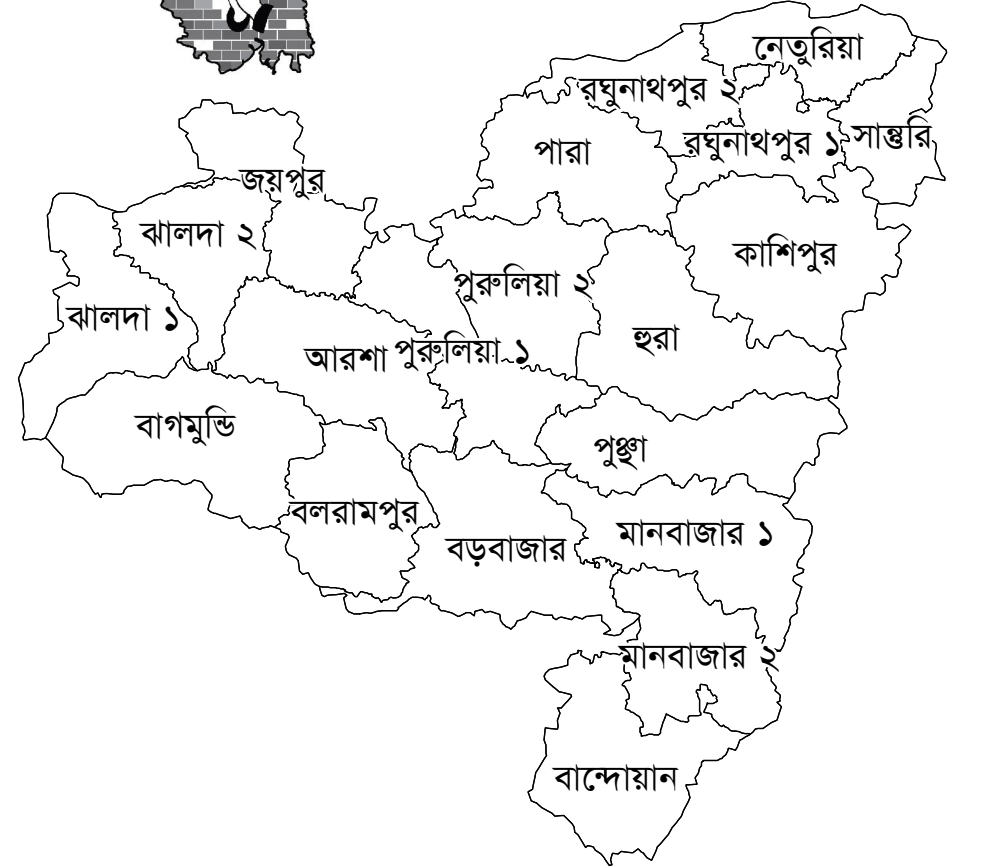 নেতুরিয়া
রঘুনাথপুর ২
রঘুনাথপুর ১
সান্তুরি
পারা
জয়পুর
ঝালদা ২
কাশিপুর
পুরুলিয়া ২
ঝালদা ১
হুরা
আরশা
পুরুলিয়া ১
বাগমুন্ডি
পুঞ্ছা
বলরামপুর
মানবাজার ১
বড়বাজার
মানবাজার ২
বান্দোয়ান